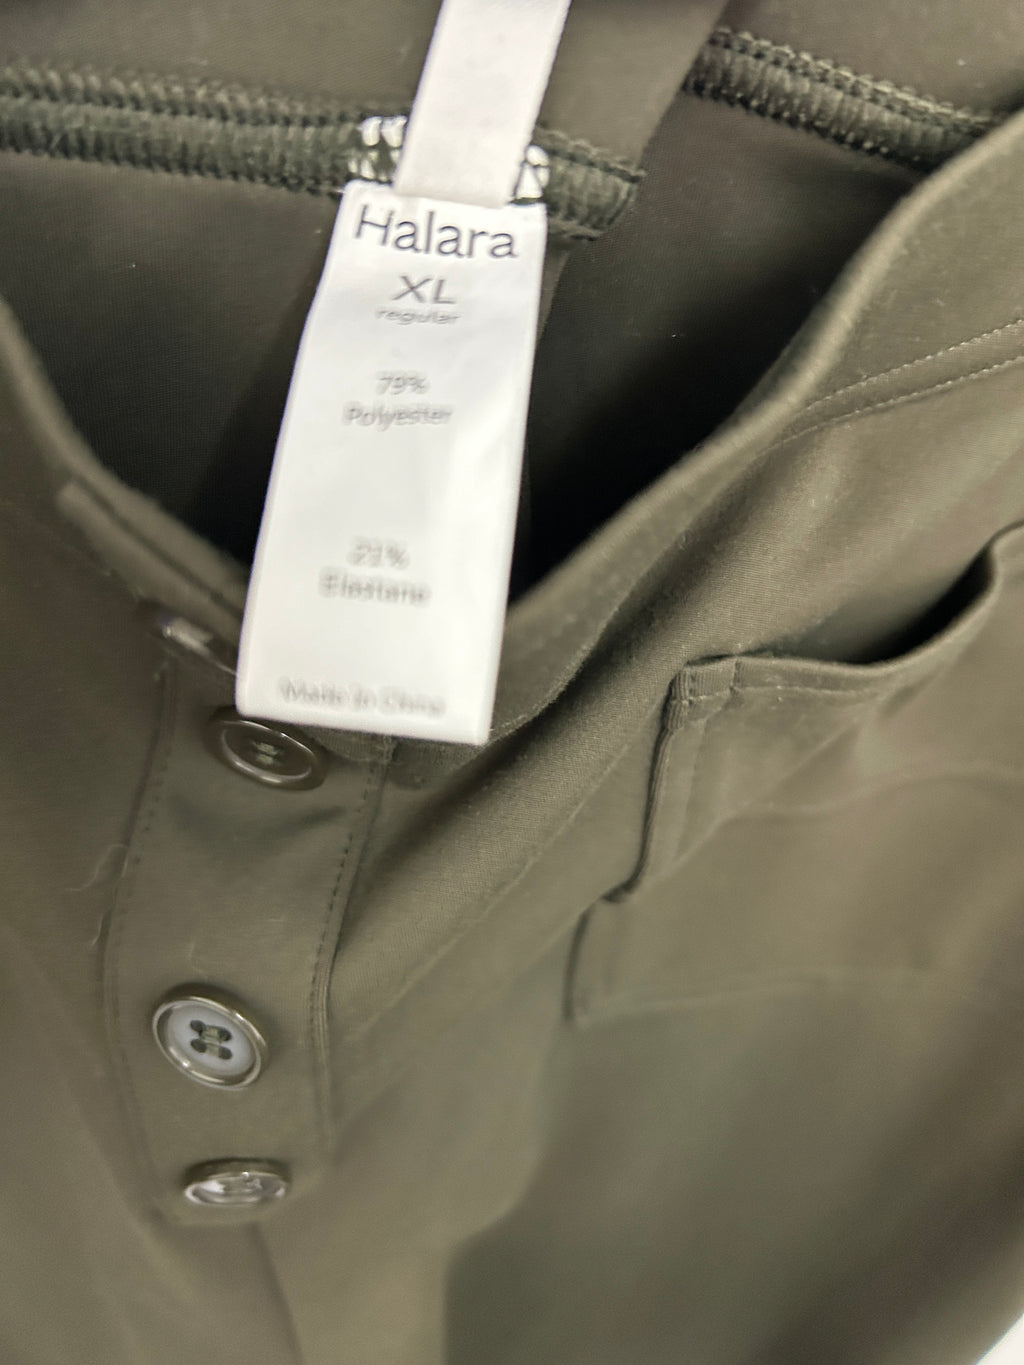 Halara
XL
regular
79%
Polyester
21%
Elastane
Made In China